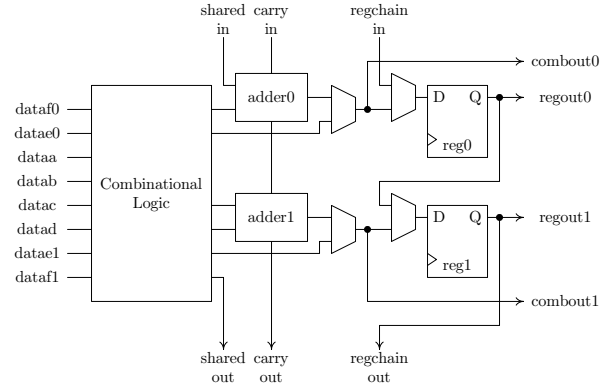 shared carry regchain
in in in
combout0
adder0
D Q
regout0
dataf0
datae0
reg0
dataa
datab
Combinational
Logic
datac
datad
adder1
D Q
regout1
datae1
reg1
dataf1
combout1
shared carry regchain
out out out